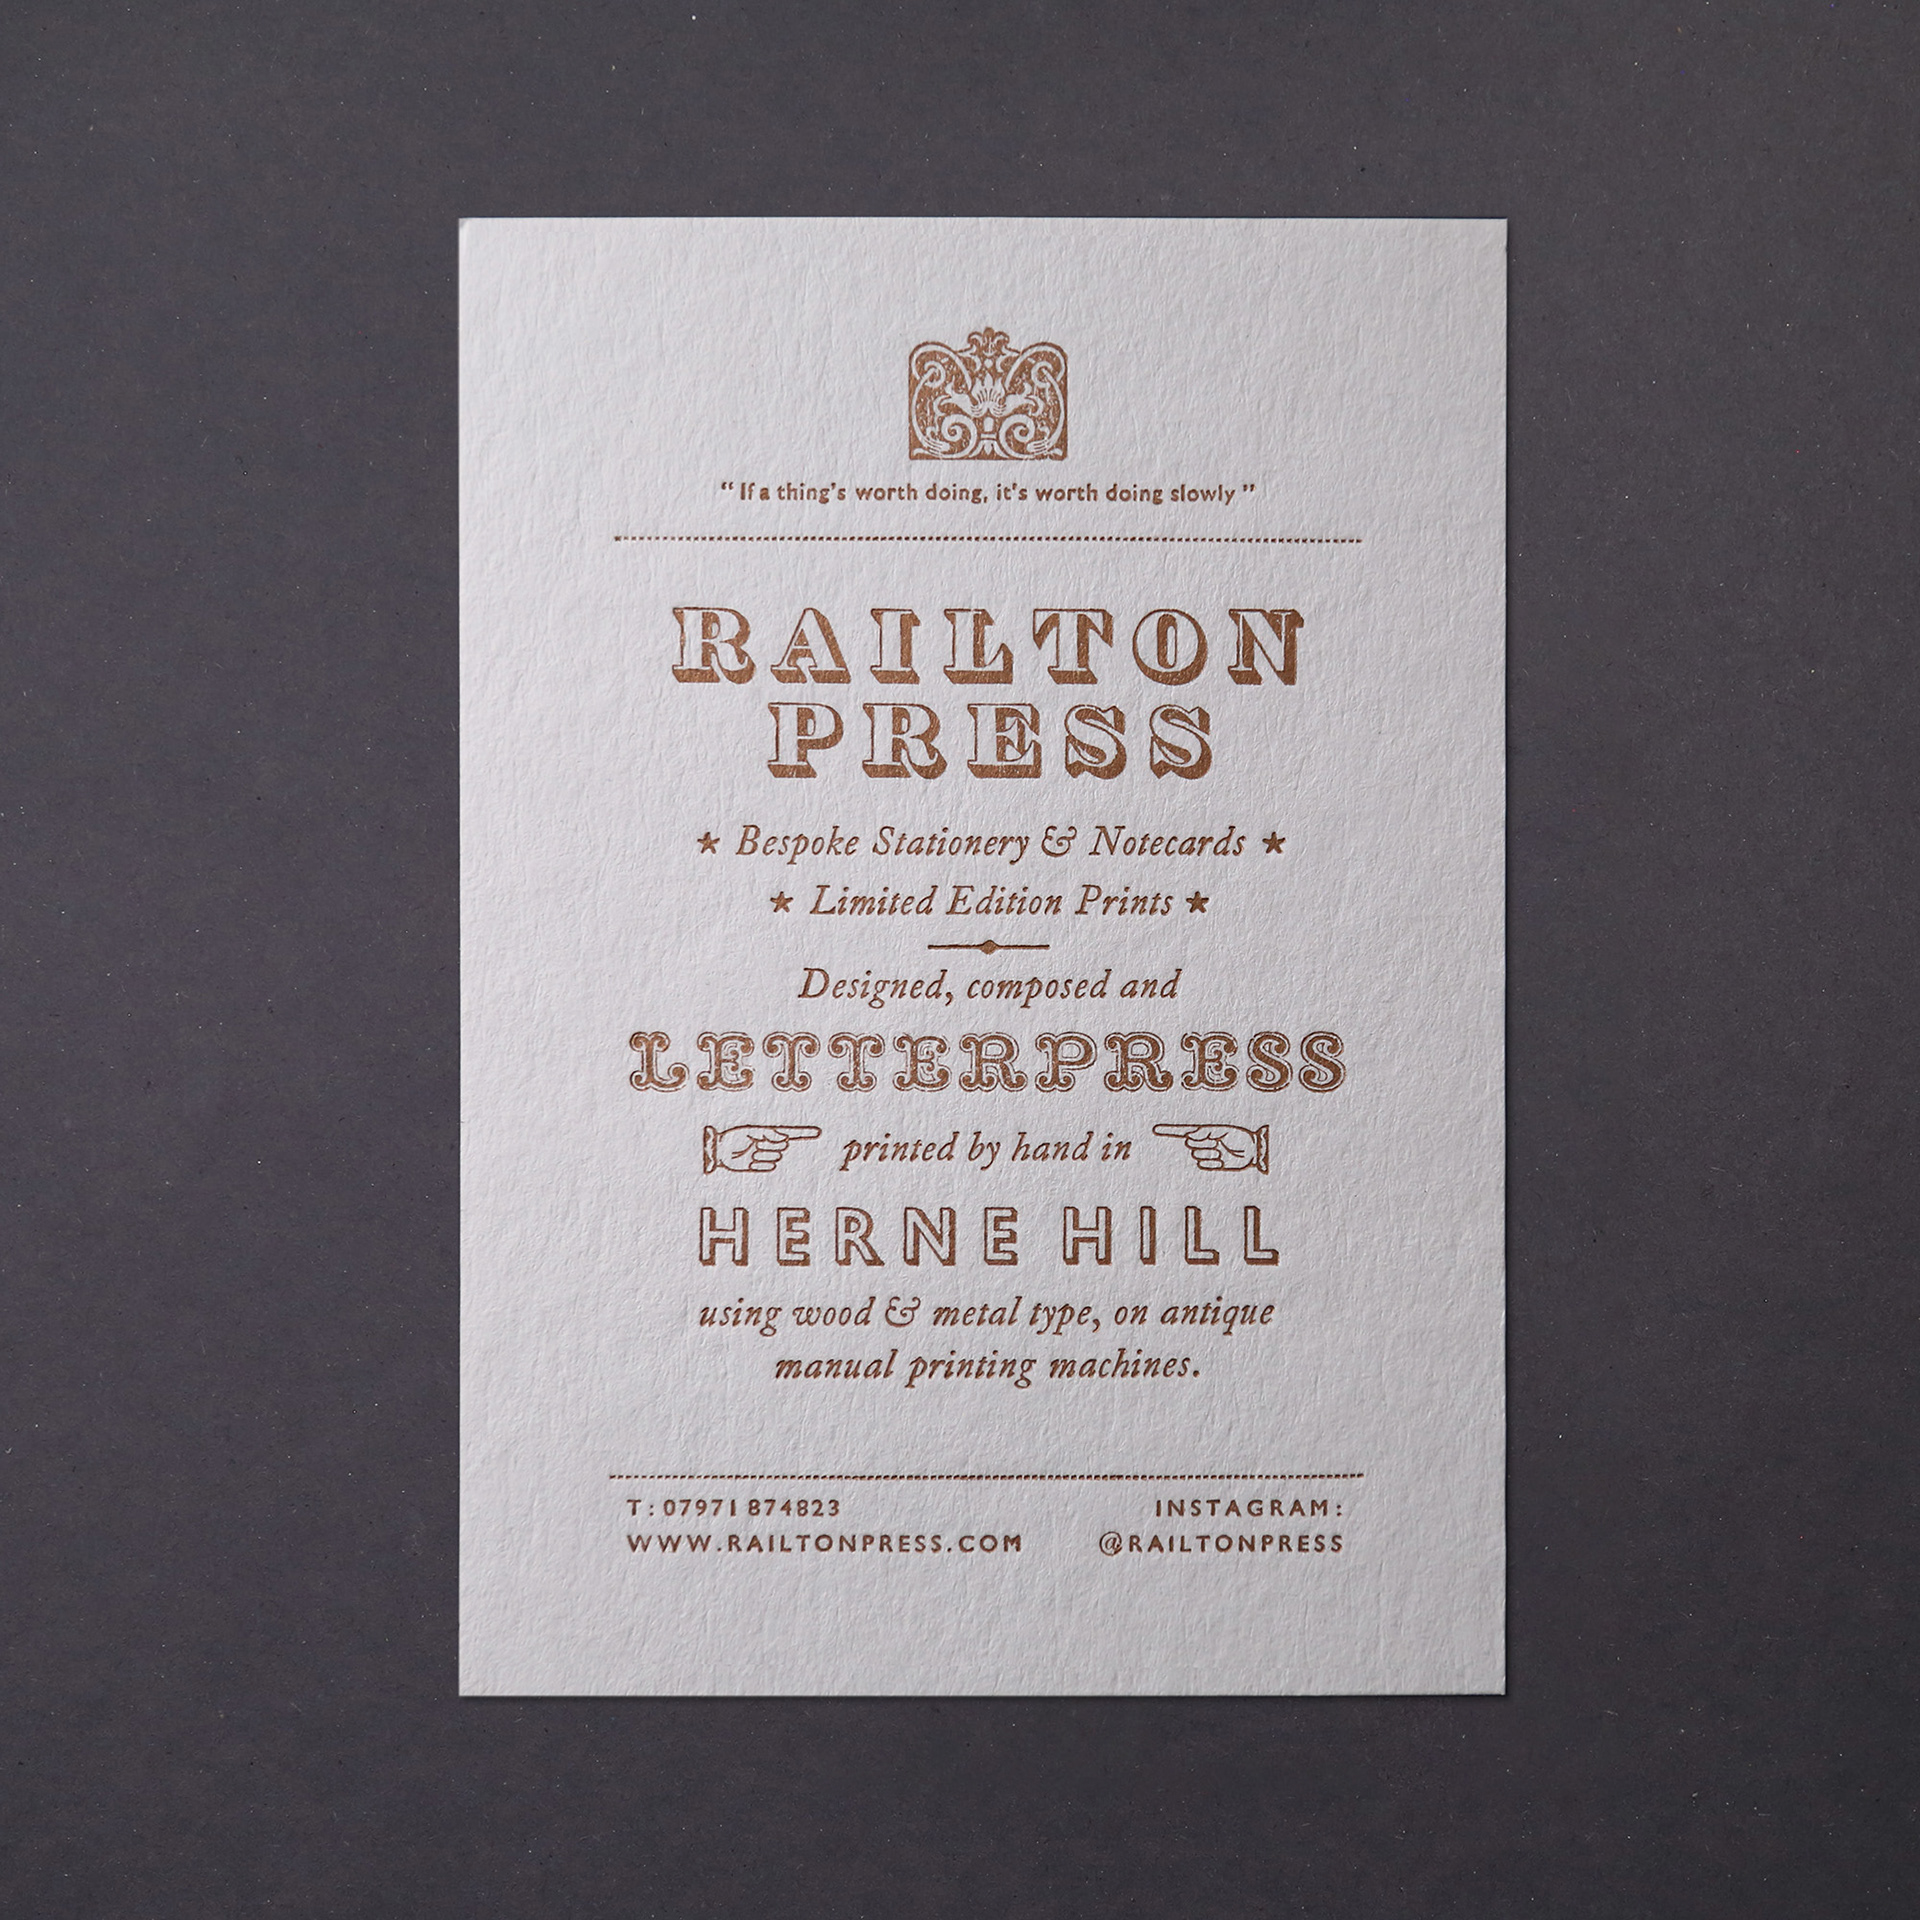 “ If a thing's worth doing, it's worth doing slowly ”
RAILTON
PRESS
★ Bespoke Stationery & Notecards ★
★ Limited Edition Prints ★
Designed, composed and
LETTERPRESS
printed by hand in
HERNE HILL
using wood & metal type, on antique
manual printing machines.
T: 07971 874823
WWW.RAILTONPRESS.COM
INSTAGRAM:
@RAILTONPRESS